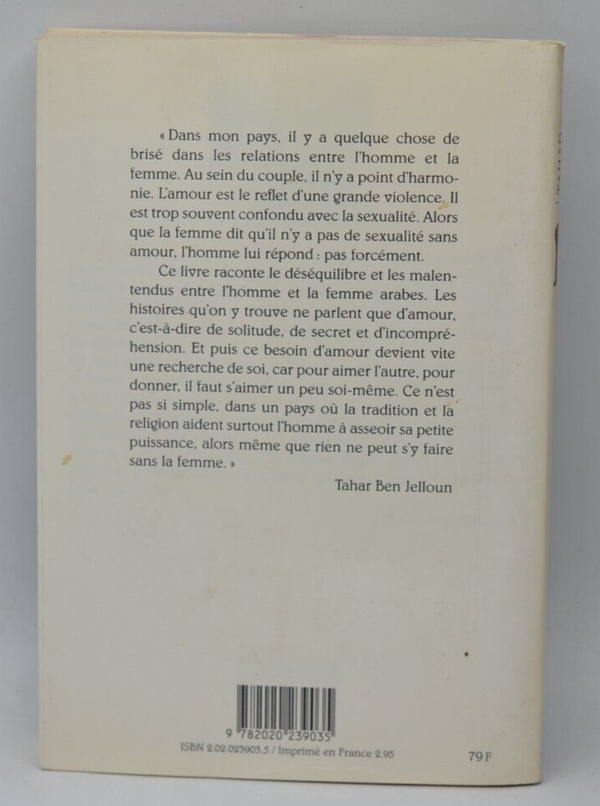 « Dans mon pays, il y a quelque chose de
brisé dans les relations entre l'homme et la
femme. Au sein du couple, il n'y a point d'harmo-
nie. L'amour est le reflet d'une grande violence. Il
est trop souvent confondu avec la sexualité. Alors
que la femme dit qu'il n'y a pas de sexualité sans
amour, l'homme lui répond : pas forcément.
Ce livre raconte le déséquilibre et les malen-
tendus entre l'homme et la femme arabes. Les
histoires qu'on y trouve ne parlent que d'amour,
c'est-à-dire de solitude, de secret et d'incompré-
hension. Et puis ce besoin d'amour devient vite
une recherche de soi, car pour aimer l'autre, pour
donner, il faut s'aimer un peu soi-même. Ce n'est
pas si simple, dans un pays où la tradition et la
religion aident surtout l'homme à asseoir sa petite
puissance, alors même que rien ne peut s'y faire
sans la femme. »
Tahar Ben Jelloun
9 782020 239035
ISBN 2.02.023903.5 / Imprimé en France 2.95
79 F